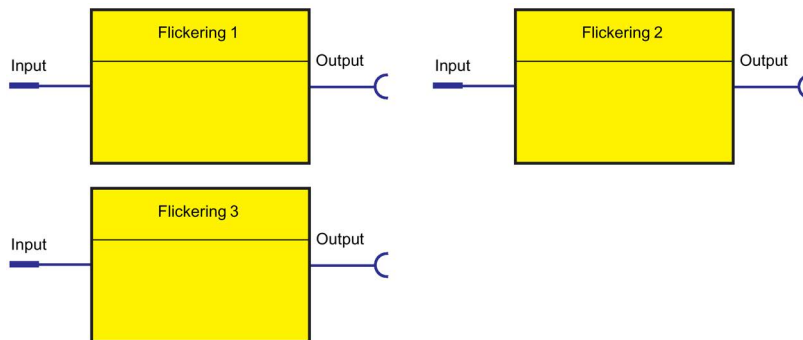 Flickering 1
Input
Output
Flickering 2
Input
Output
Flickering 3
Input
Output